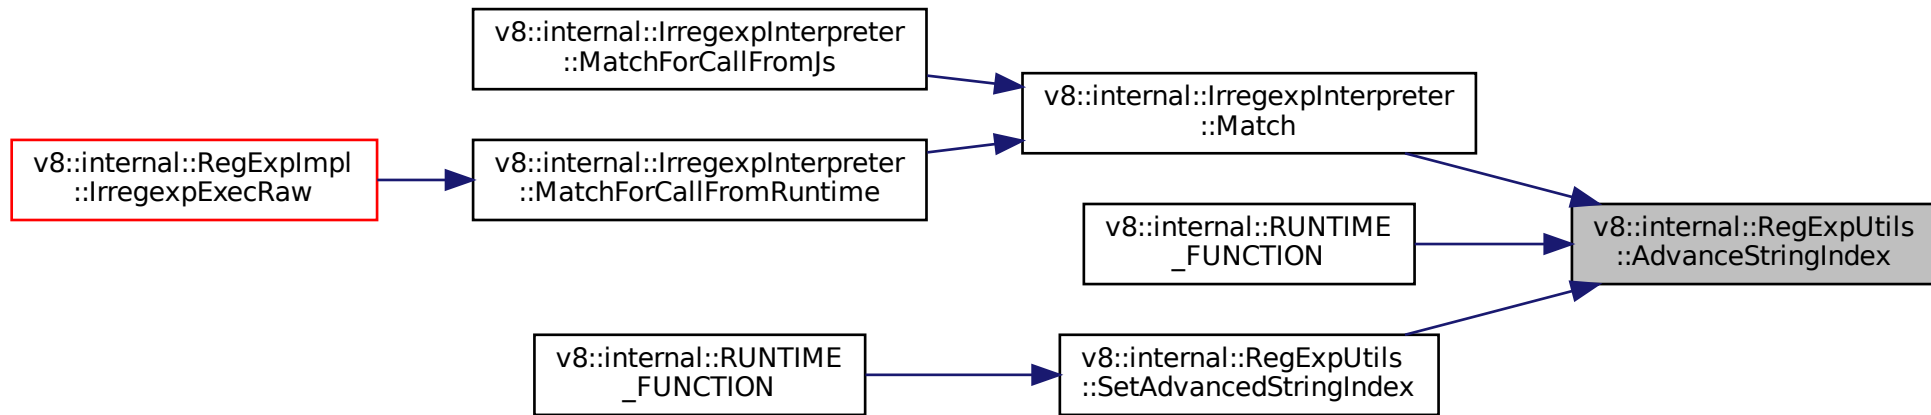 v8::internal::IrregexpInterpreter
::MatchForCallFromJs
v8::internal::IrregexpInterpreter
::Match
v8::internal::RegExpImpl
::IrregexpExecRaw
v8::internal::IrregexpInterpreter
::MatchForCallFromRuntime
v8::internal::RUNTIME
_FUNCTION
v8::internal::RegExpUtils
::AdvanceStringIndex
v8::internal::RUNTIME
_FUNCTION
v8::internal::RegExpUtils
::SetAdvancedStringIndex